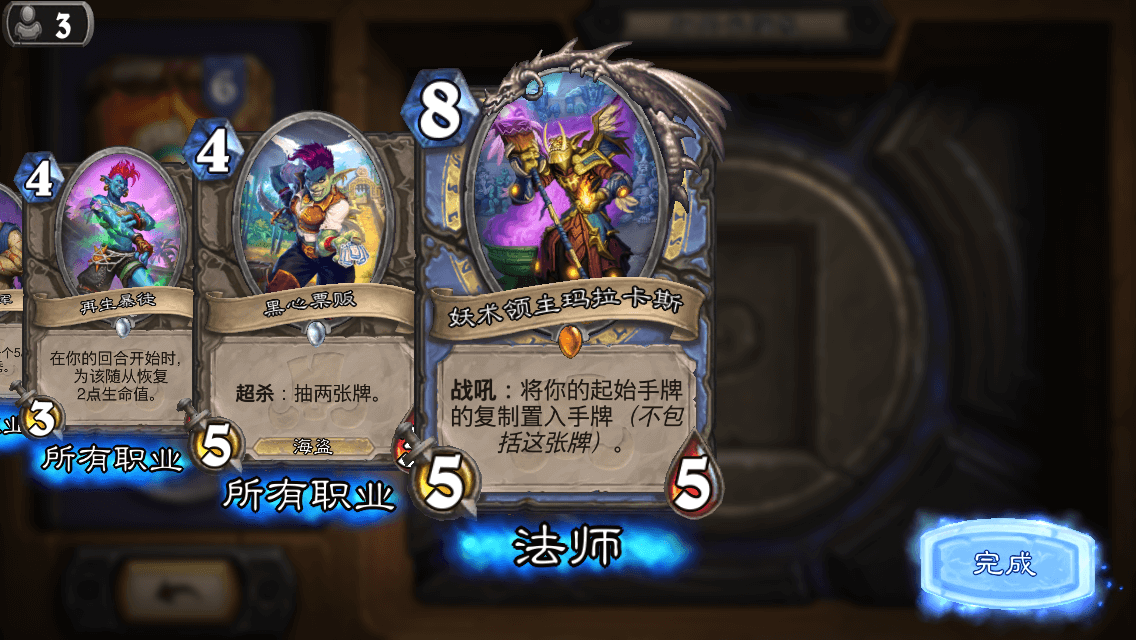 3
6
4
再生暴徒
在你的回合开始时,
为该随从恢复
2点生命值。
3
所有职业
4
黑心票贩
超杀：抽两张牌。
海盗
5
所有职业
8
妖术领主玛拉卡斯
战吼：将你的起始手牌
的复制置入手牌（不包
括这张牌）。
5
5
法师
完成